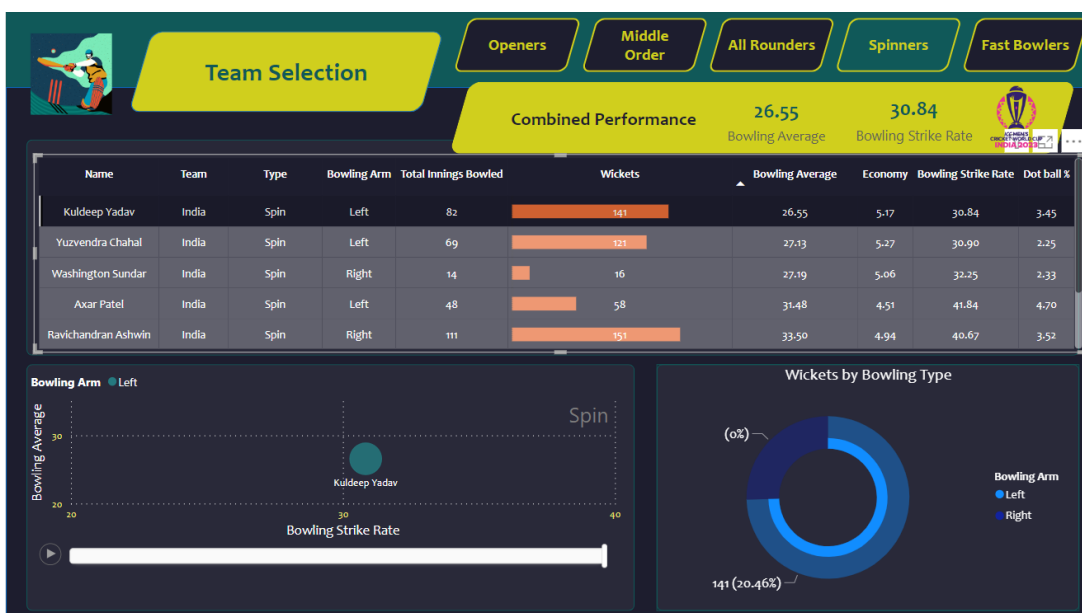 Team Selection
Openers
Middle
Order
All Rounders
Spinners
Fast Bowlers
Combined Performance
26.55
Bowling Average
30.84
Bowling Strike Rate
ICC MEN'S
CRICKET WORLD CUP
INDIA 2023
Name Team Type Bowling Arm Total Innings Bowled Wickets Bowling Average Economy Bowling Strike Rate Dot ball %
Kuldeep Yadav India Spin Left 82 141 26.55 5.17 30.84 3.45
Yuzvendra Chahal India Spin Left 69 121 27.13 5.27 30.90 2.25
Washington Sundar India Spin Right 14 16 27.19 5.06 32.25 2.33
Axar Patel India Spin Left 48 58 31.48 4.51 41.84 4.70
Ravichandran Ashwin India Spin Right 111 151 33.50 4.94 40.67 3.52
Bowling Arm Left
Spin
Bowling Average
30
20
Kuldeep Yadav
20 30 40
Bowling Strike Rate
Wickets by Bowling Type
(0%)
141 (20.46%)
Bowling Arm
Left
Right